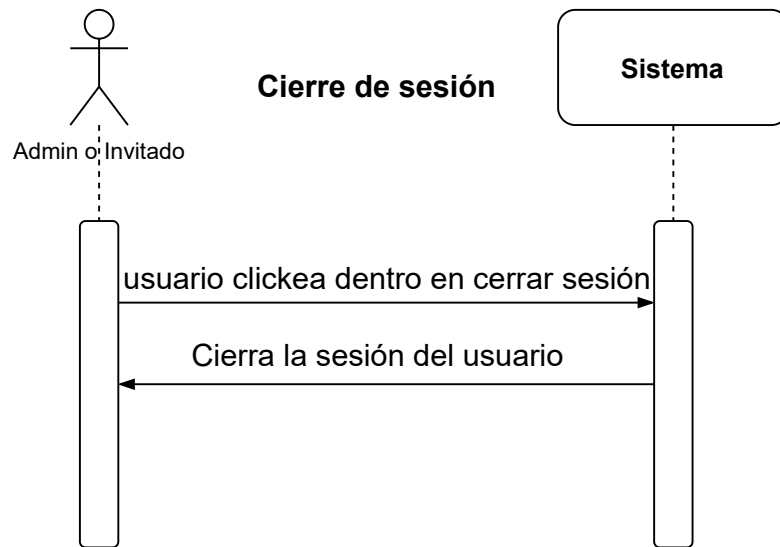 Sistema
Cierre de sesión
Admin o Invitado
usuario clickea dentro en cerrar sesión
Cierra la sesión del usuario